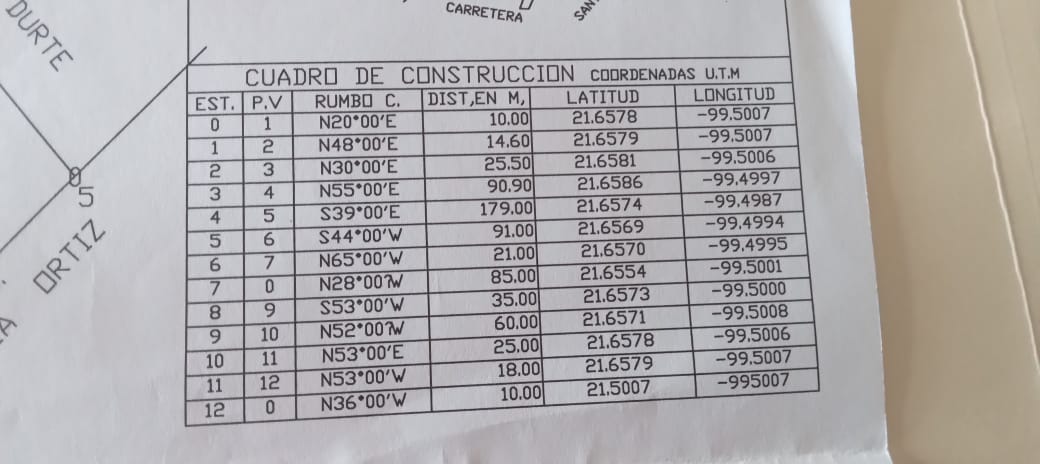 DURTE
CARRETERA
SAN
5
ORTIZ
A
CUADRO DE CONSTRUCCION COORDENADAS U.T.M
EST. P.V RUMBO C. DIST,EN M, LATITUD LONGITUD
0 1 N20°00'E 10.00 21.6578 -99.5007
1 2 N48°00'E 14.60 21.6579 -99.5007
2 3 N30°00'E 25.50 21.6581 -99.5006
3 4 N55°00'E 90.90 21.6586 -99.4997
4 5 S39°00'E 179.00 21.6574 -99.4987
5 6 S44°00'W 91.00 21.6569 -99.4994
6 7 N65°00'W 21.00 21.6570 -99.4995
7 0 N28°00?W 85.00 21.6554 -99.5001
8 9 S53°00'W 35.00 21.6573 -99.5000
9 10 N52°00?W 60.00 21.6571 -99.5008
10 11 N53°00'E 25.00 21.6578 -99.5006
11 12 N53°00'W 18.00 21.6579 -99.5007
12 0 N36°00'W 10.00 21.5007 -995007